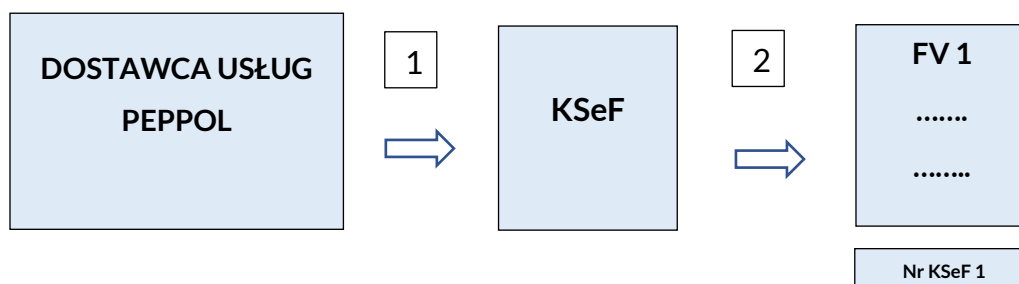 DOSTAWCA USŁUG
PEPPOL
1
KSeF
2
FV 1
…….
……..
Nr KSeF 1